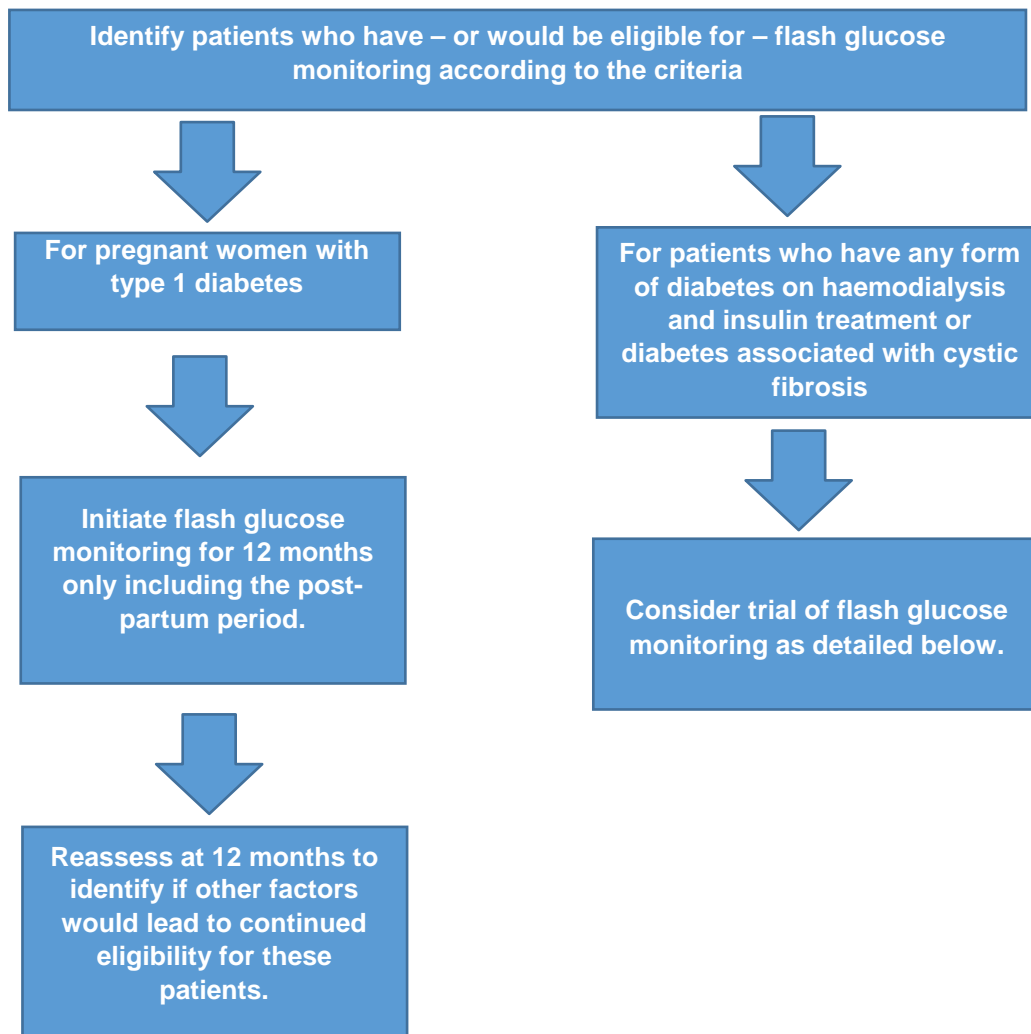 Identify patients who have – or would be eligible for – flash glucose
monitoring according to the criteria
For pregnant women with
type 1 diabetes
Initiate flash glucose
monitoring for 12 months
only including the post-
partum period.
Reassess at 12 months to
identify if other factors
would lead to continued
eligibility for these
patients.
For patients who have any form
of diabetes on haemodialysis
and insulin treatment or
diabetes associated with cystic
fibrosis
Consider trial of flash glucose
monitoring as detailed below.